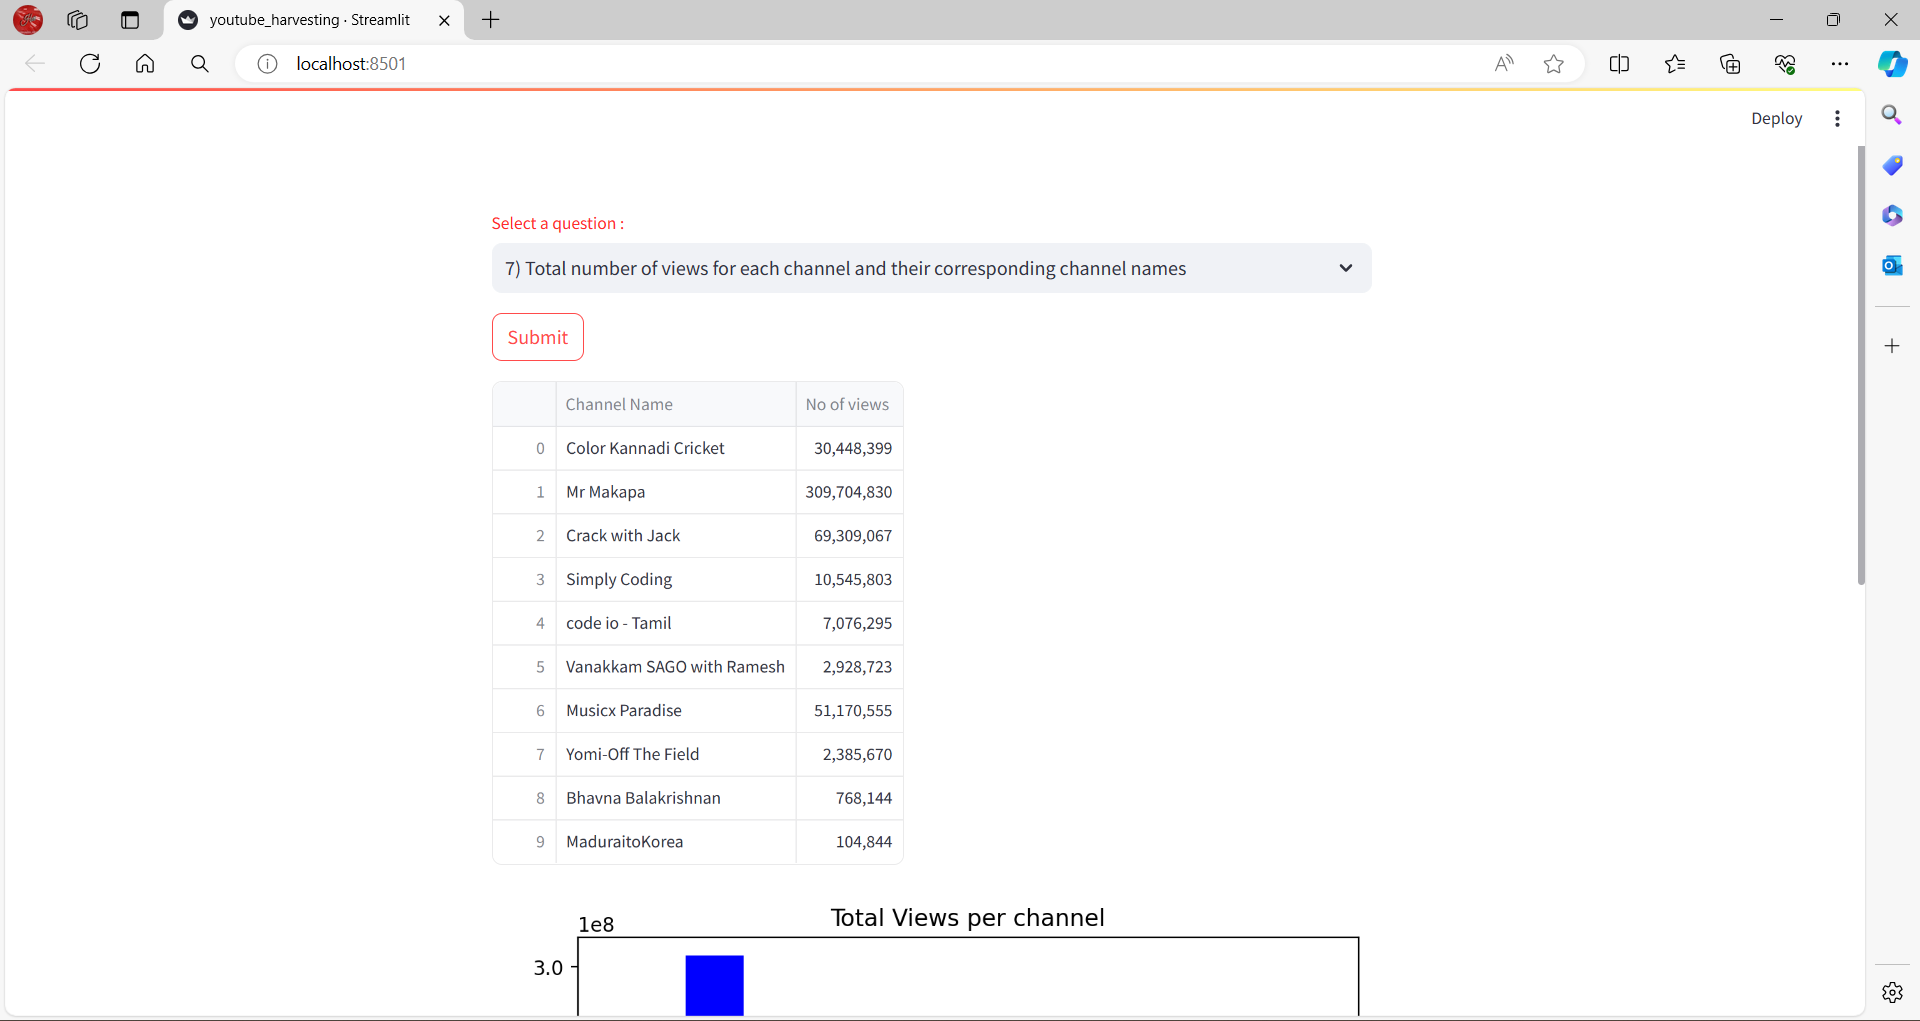 youtube_harvesting · Streamlit
localhost:8501
Deploy
Select a question :
7) Total number of views for each channel and their corresponding channel names
Submit
Channel Name No of views
0 Color Kannadi Cricket 30,448,399
1 Mr Makapa 309,704,830
2 Crack with Jack 69,309,067
3 Simply Coding 10,545,803
4 code io - Tamil 7,076,295
5 Vanakkam SAGO with Ramesh 2,928,723
6 Musicx Paradise 51,170,555
7 Yomi-Off The Field 2,385,670
8 Bhavna Balakrishnan 768,144
9 MaduraitoKorea 104,844
Total Views per channel
1e8
3.0